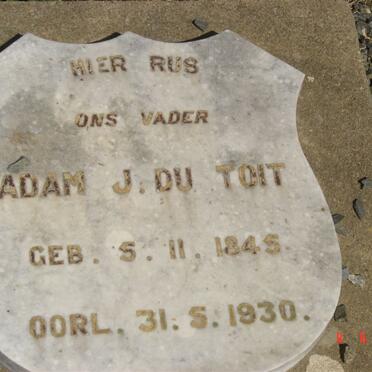 HIER RUS
ONS VADER
ADAM J. DU TOIT
GEB. 5. 11. 1845.
OORL. 31. 5. 1930.